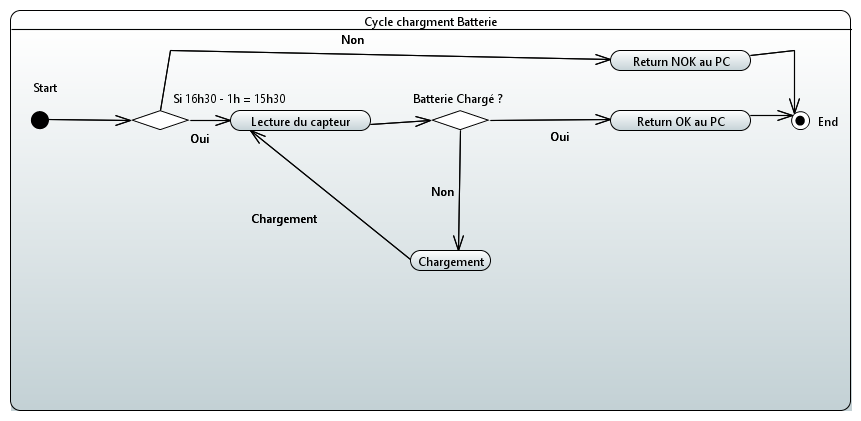 Cycle chargment Batterie
Non
Return NOK au PC
Start
Si 16h30 - 1h = 15h30
Batterie Chargé ?
Lecture du capteur
Return OK au PC
End
Oui
Oui
Non
Chargement
Chargement